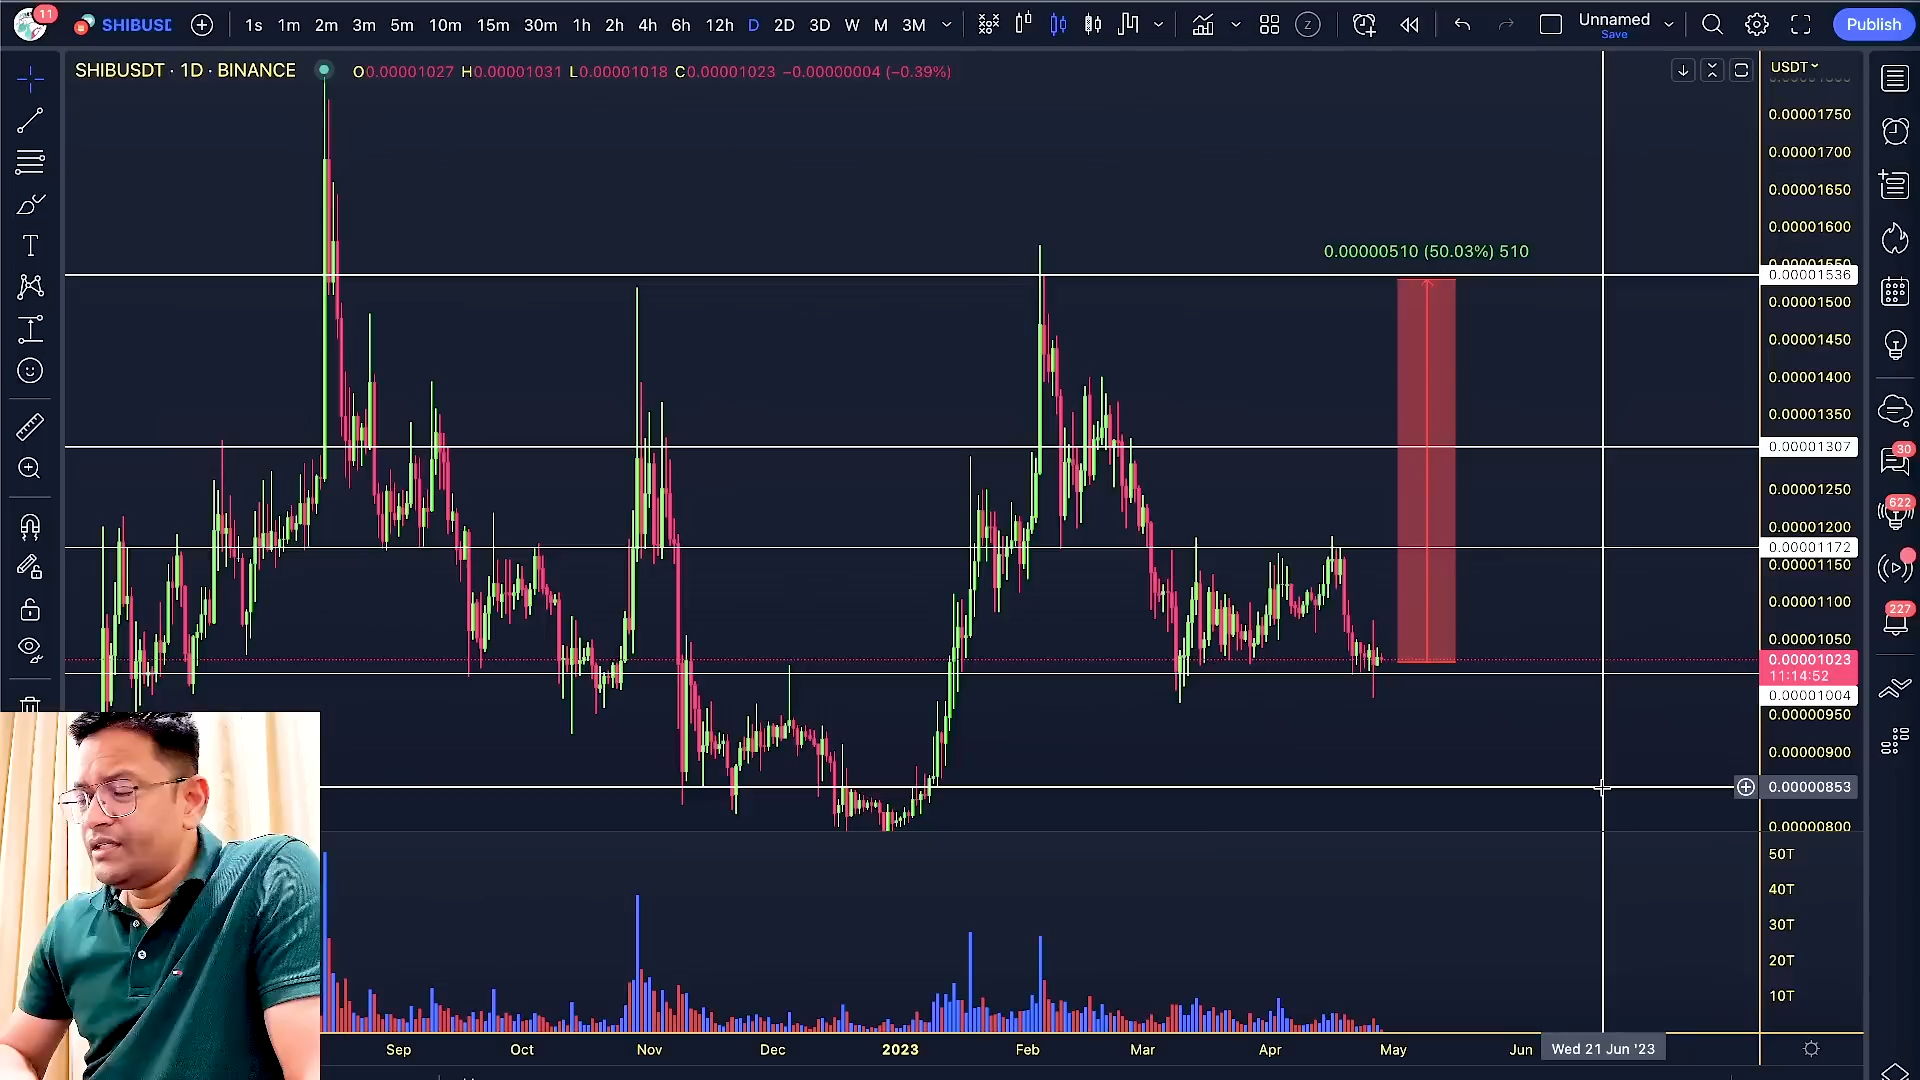 11
SHIBUSD
1s 1m 2m 3m 5m 10m 15m 30m 1h 2h 4h 6h 12h D 2D 3D W M 3M
Z
Unnamed
Save
Publish
SHIBUSDT · 1D · BINANCE
O0.00001027 H0.00001031 L0.00001018 C0.00001023 −0.00000004 (−0.39%)
USDT
0.00001750
0.00001700
0.00001650
0.00001600
0.00000510 (50.03%) 510
0.00001550
0.00001536
0.00001500
0.00001450
0.00001400
0.00001350
0.00001307
0.00001250
0.00001200
0.00001172
0.00001150
0.00001100
0.00001050
0.00001023
11:14:52
0.00001004
0.00000950
0.00000900
0.00000853
0.00000800
50T
40T
30T
20T
10T
30
622
227
Sep Oct Nov Dec 2023 Feb Mar Apr May Jun Wed 21 Jun '23